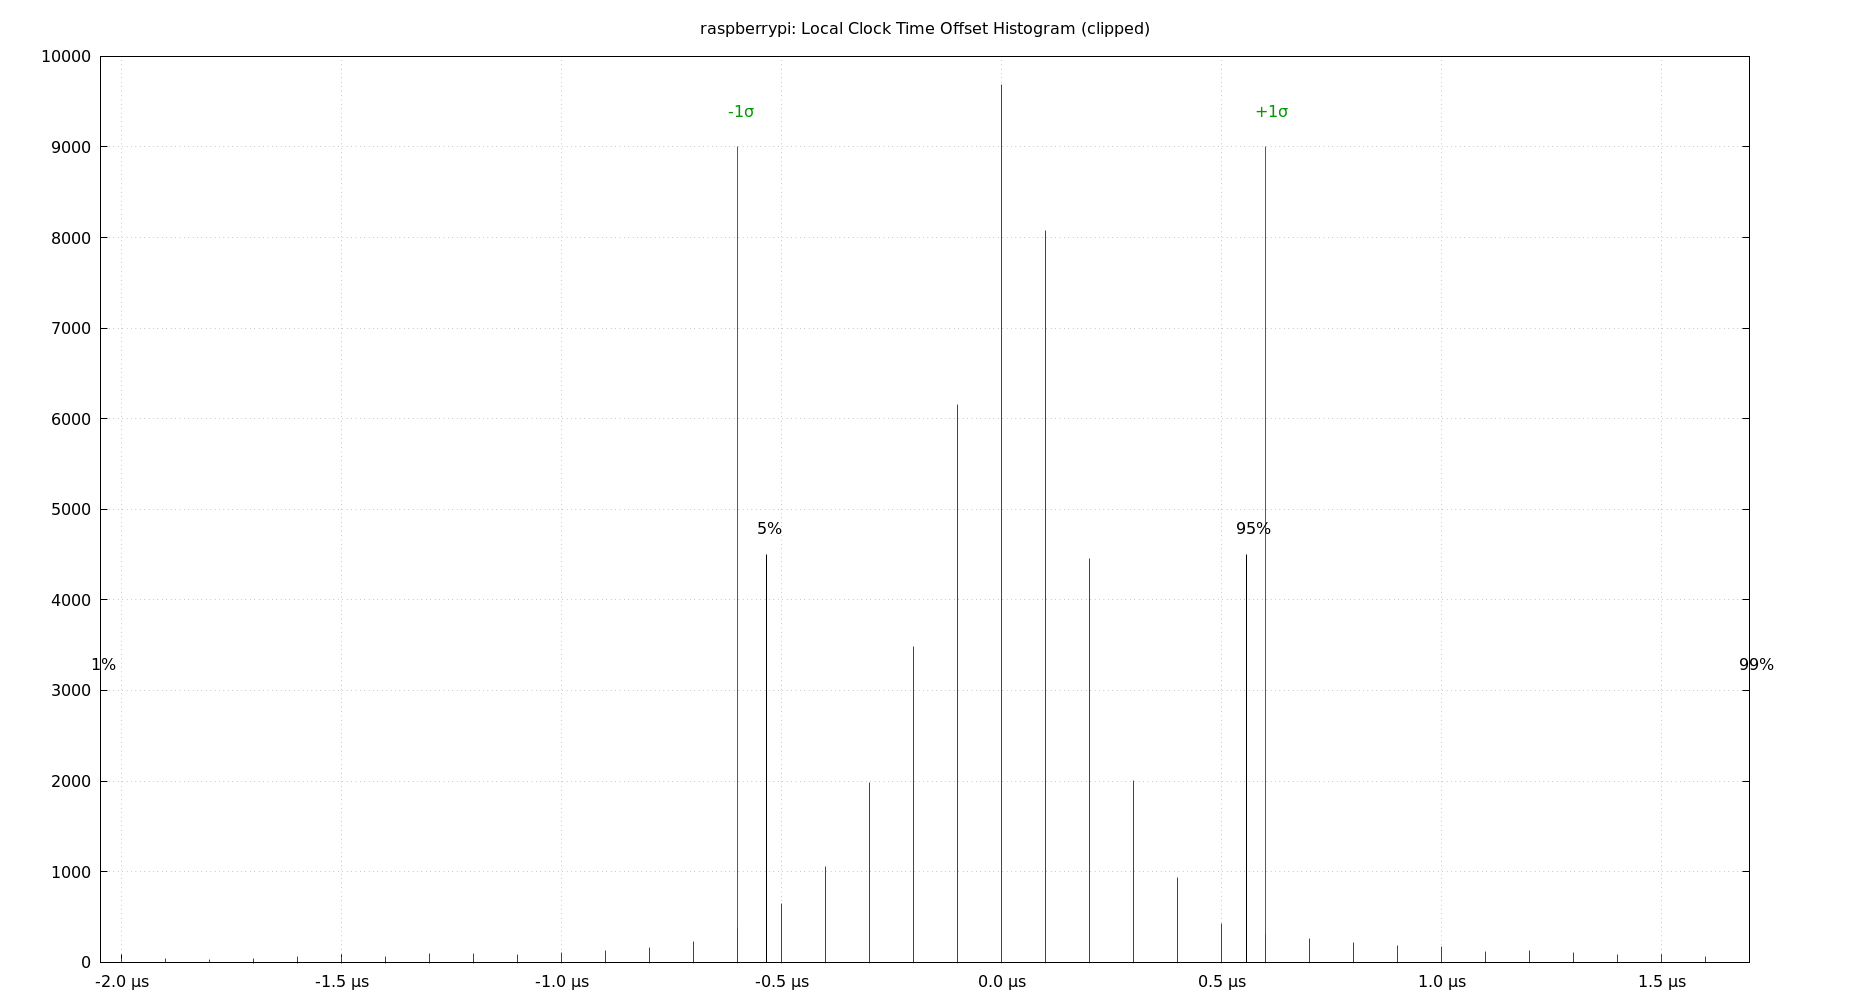 raspberrypi: Local Clock Time Offset Histogram (clipped)
10000
-1σ
+1σ
9000
8000
7000
6000
5000
5%
95%
4000
1%
99%
3000
2000
1000
0
-2.0 µs
-1.5 µs
-1.0 µs
-0.5 µs
0.0 µs
0.5 µs
1.0 µs
1.5 µs